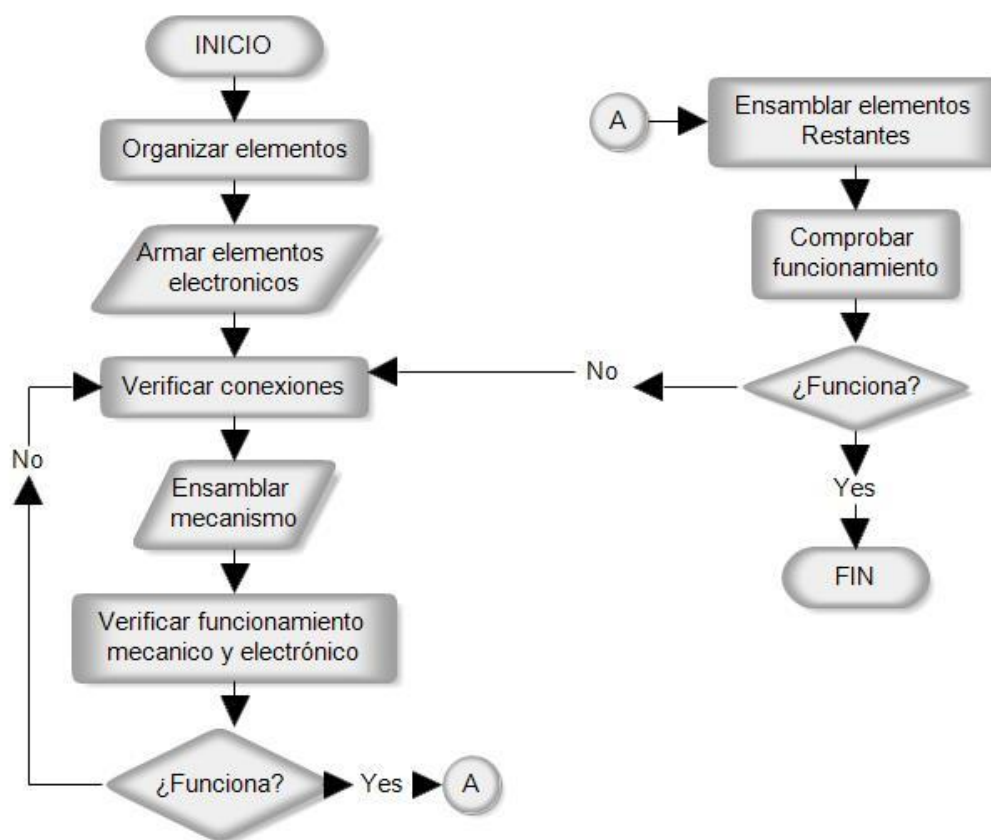 INICIO
Organizar elementos
Armar elementos
electronicos
Verificar conexiones
No
Ensamblar
mecanismo
Verificar funcionamiento
mecanico y electrónico
¿Funciona?
Yes
A
A
Ensamblar elementos
Restantes
Comprobar
funcionamiento
¿Funciona?
No
Yes
FIN